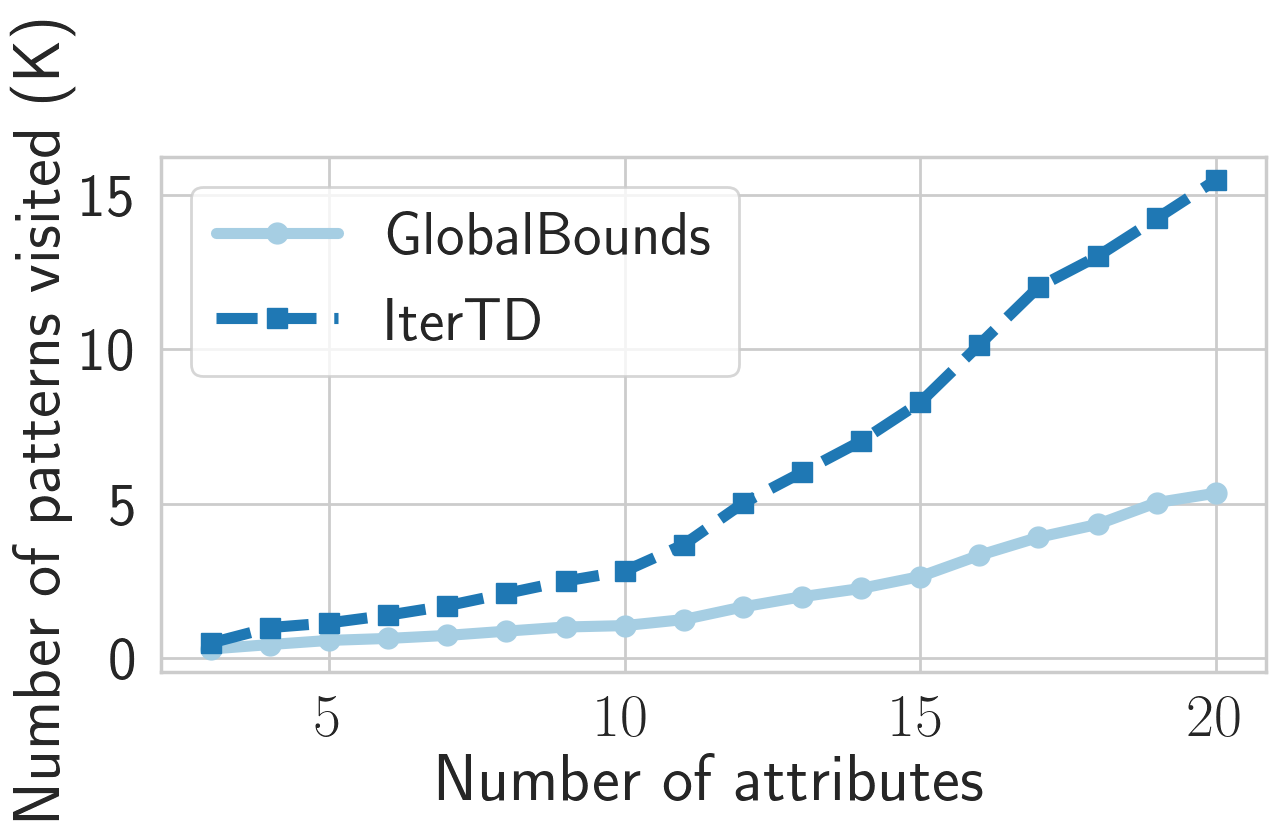 Number of patterns visited (K)
15
10
5
0
GlobalBounds
IterTD
5 10 15 20
Number of attributes